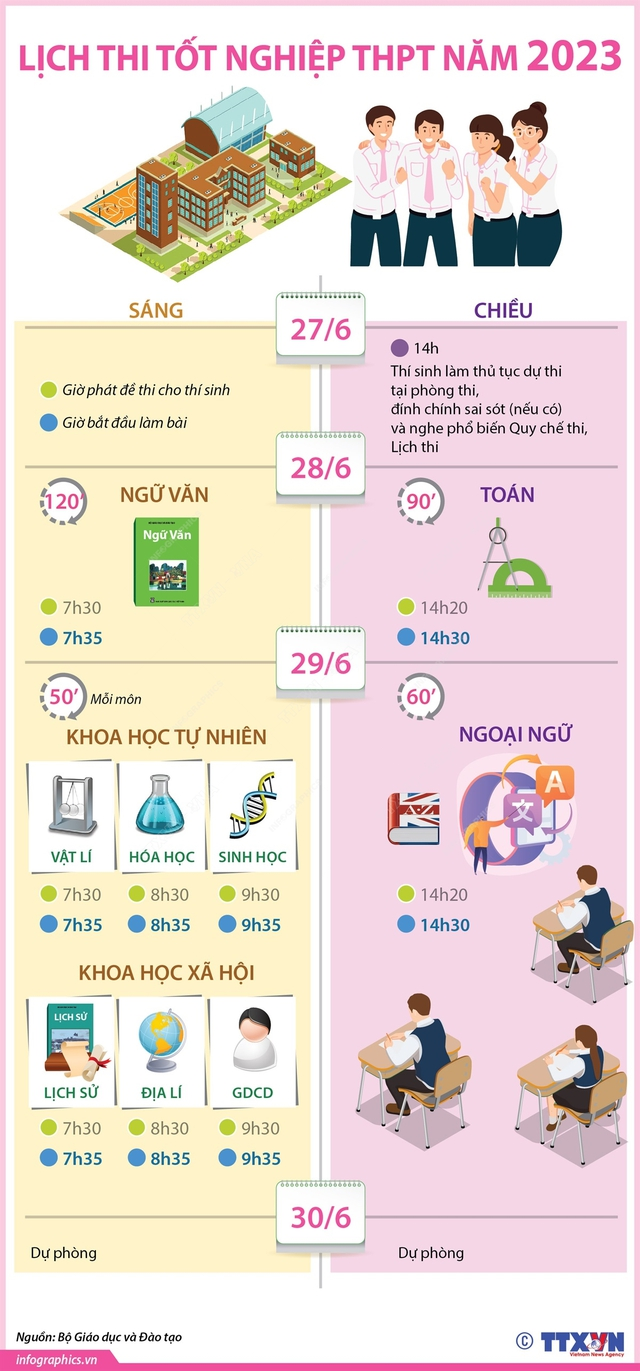 LỊCH THI TỐT NGHIỆP THPT NĂM 2023
SÁNG
27/6
CHIỀU
Giờ phát đề thi cho thí sinh
Giờ bắt đầu làm bài
14h
Thí sinh làm thủ tục dự thi
tại phòng thi,
đính chính sai sót (nếu có)
và nghe phổ biến Quy chế thi,
Lịch thi
28/6
120'
NGỮ VĂN
Ngữ Văn
7h30
7h35
90'
TOÁN
14h20
14h30
29/6
50'
Mỗi môn
KHOA HỌC TỰ NHIÊN
VẬT LÍ
HÓA HỌC
SINH HỌC
7h30
8h30
9h30
7h35
8h35
9h35
60'
NGOẠI NGỮ
A
文
14h20
14h30
KHOA HỌC XÃ HỘI
LỊCH SỬ
LỊCH SỬ
ĐỊA LÍ
GDCD
7h30
8h30
9h30
7h35
8h35
9h35
30/6
Dự phòng
Dự phòng
Nguồn: Bộ Giáo dục và Đào tạo
infographics.vn
© TTXVN
Vietnam News Agency